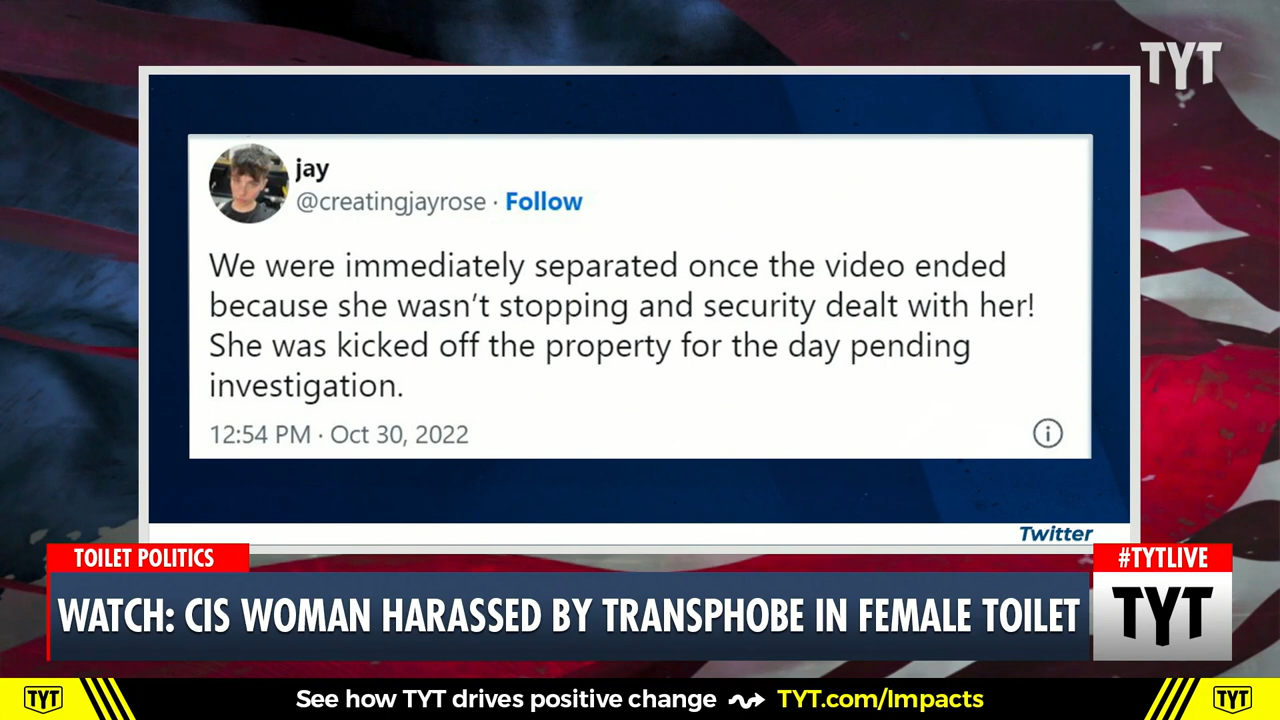 TYT
jay
@creatingjayrose · Follow
We were immediately separated once the video ended
because she wasn't stopping and security dealt with her!
She was kicked off the property for the day pending
investigation.
12:54 PM · Oct 30, 2022
Twitter
TOILET POLITICS
#TYTLIVE
WATCH: CIS WOMAN HARASSED BY TRANSPHOBE IN FEMALE TOILET
TYT
TYT
See how TYT drives positive change TYT.com/Impacts
TYT